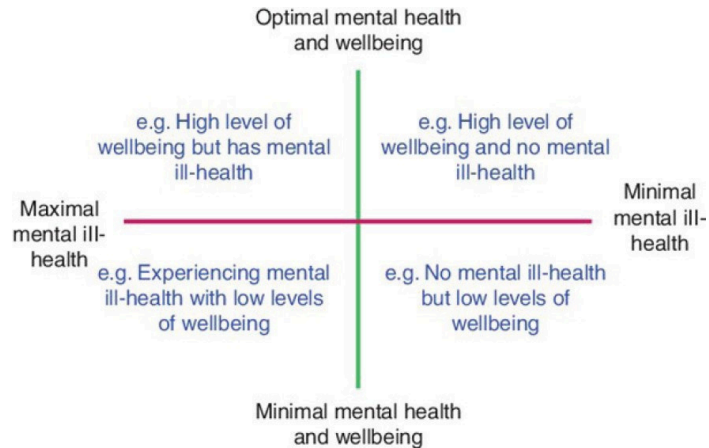 Optimal mental health
and wellbeing
e.g. High level of
wellbeing but has mental
ill-health
e.g. High level of
wellbeing and no mental
ill-health
Maximal
mental ill-
health
Minimal
mental ill-
health
e.g. Experiencing mental
ill-health with low levels
of wellbeing
e.g. No mental ill-health
but low levels of
wellbeing
Minimal mental health
and wellbeing